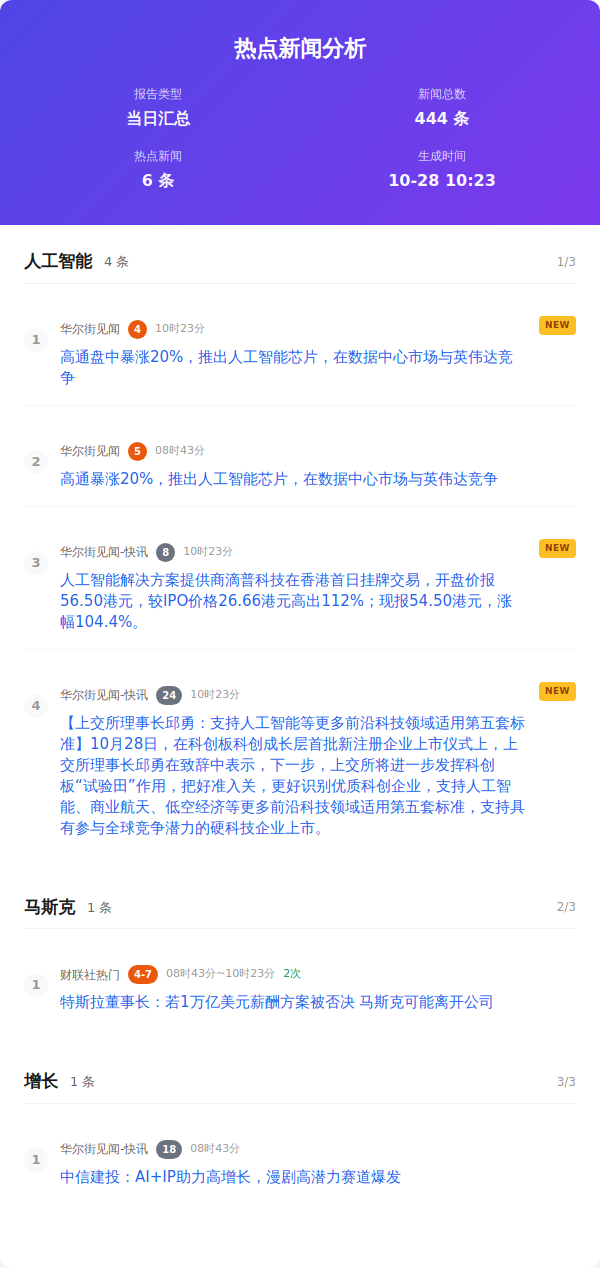 热点新闻分析
报告类型
当日汇总
新闻总数
444 条
热点新闻
6 条
生成时间
10-28 10:23
人工智能 4 条 1/3
1 华尔街见闻 4 10时23分 NEW
高通盘中暴涨20%，推出人工智能芯片，在数据中心市场与英伟达竞
争
2 华尔街见闻 5 08时43分
高通暴涨20%，推出人工智能芯片，在数据中心市场与英伟达竞争
3 华尔街见闻-快讯 8 10时23分 NEW
人工智能解决方案提供商滴普科技在香港首日挂牌交易，开盘价报
56.50港元，较IPO价格26.66港元高出112%；现报54.50港元，涨
幅104.4%。
4 华尔街见闻-快讯 24 10时23分 NEW
【上交所理事长邱勇：支持人工智能等更多前沿科技领域适用第五套标
准】10月28日，在科创板科创成长层首批新注册企业上市仪式上，上
交所理事长邱勇在致辞中表示，下一步，上交所将进一步发挥科创
板“试验田”作用，把好准入关，更好识别优质科创企业，支持人工智
能、商业航天、低空经济等更多前沿科技领域适用第五套标准，支持具
有参与全球竞争潜力的硬科技企业上市。
马斯克 1 条 2/3
1 财联社热门 4-7 08时43分~10时23分 2次
特斯拉董事长：若1万亿美元薪酬方案被否决 马斯克可能离开公司
增长 1 条 3/3
1 华尔街见闻-快讯 18 08时43分
中信建投：AI+IP助力高增长，漫剧高潜力赛道爆发